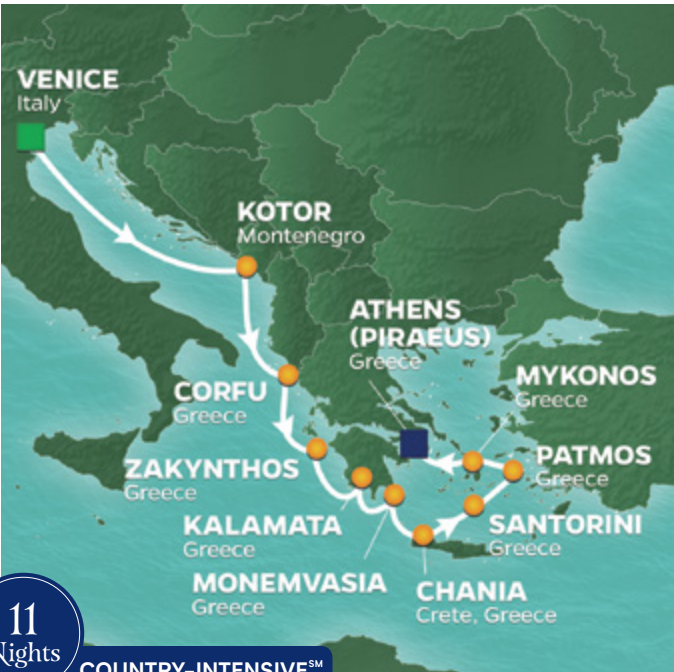 VENICE
Italy
KOTOR
Montenegro
ATHENS
(PIRAEUS)
Greece
MYKONOS
Greece
CORFU
Greece
PATMOS
Greece
ZAKYNTHOS
Greece
KALAMATA
Greece
SANTORINI
Greece
MONEMVASIA
Greece
CHANIA
Crete, Greece
11
Nights
COUNTRY-INTENSIVE℠